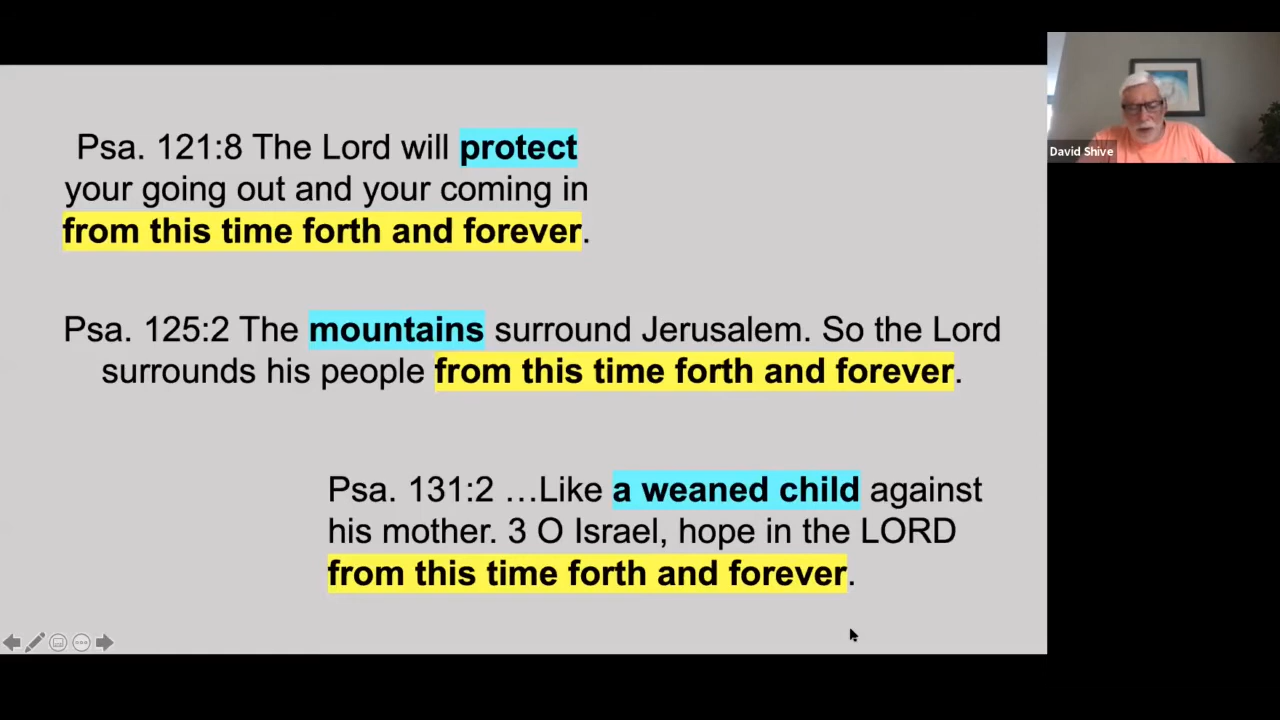 Psa. 121:8 The Lord will protect
your going out and your coming in
from this time forth and forever.
Psa. 125:2 The mountains surround Jerusalem. So the Lord
surrounds his people from this time forth and forever.
Psa. 131:2 …Like a weaned child against
his mother. 3 O Israel, hope in the LORD
from this time forth and forever.
David Shive